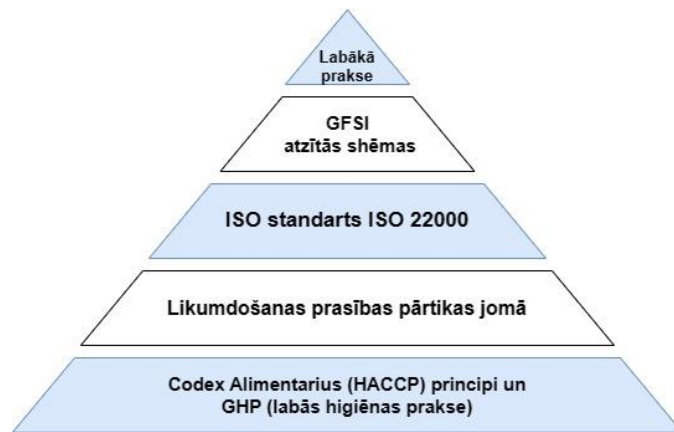 Labākā
prakse
GFSI
atzītās shēmas
ISO standarts ISO 22000
Likumdošanas prasības pārtikas jomā
Codex Alimentarius (HACCP) principi un
GHP (labās higiēnas prakse)